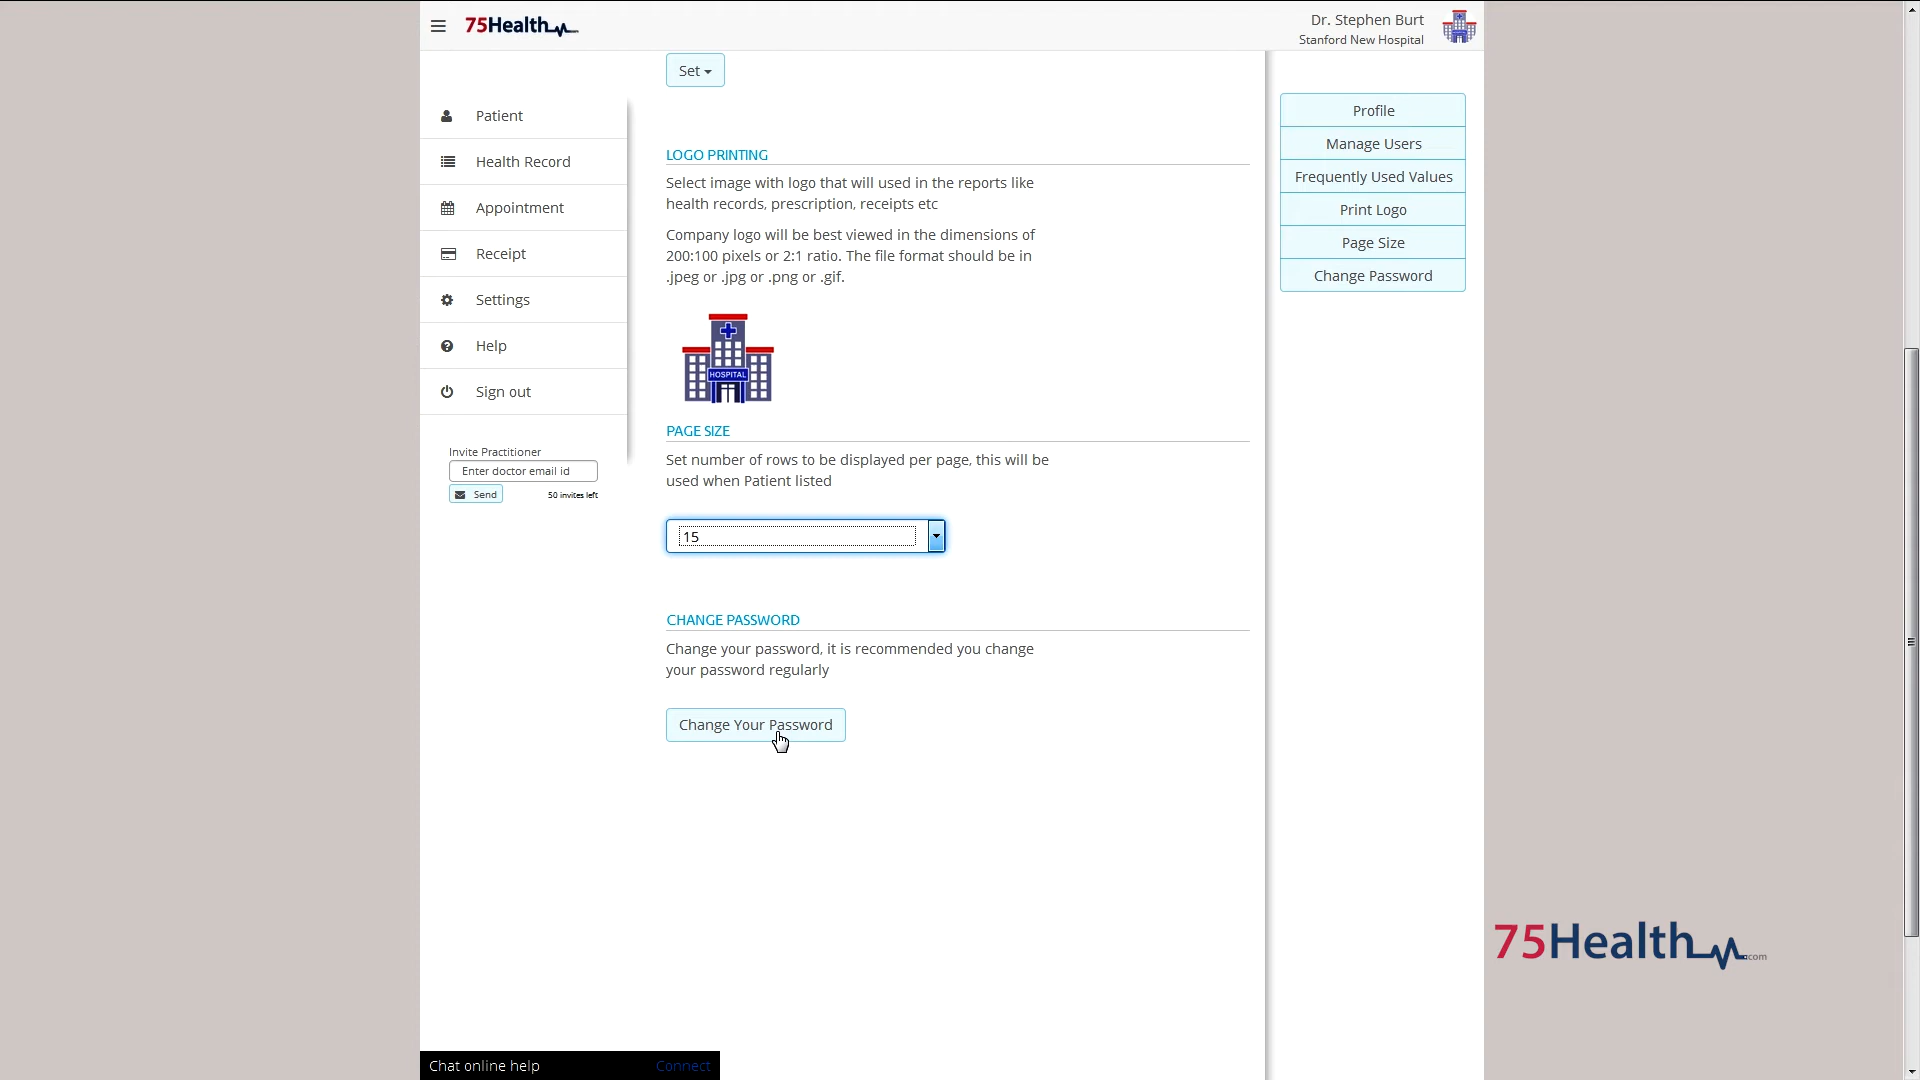 75Health.com
Dr. Stephen Burt
Stanford New Hospital
Set
Patient
Health Record
Appointment
Receipt
Settings
Help
Sign out
Invite Practitioner
Enter doctor email id
Send
50 invites left
LOGO PRINTING
Select image with logo that will used in the reports like
health records, prescription, receipts etc
Company logo will be best viewed in the dimensions of
200:100 pixels or 2:1 ratio. The file format should be in
.jpeg or .jpg or .png or .gif.
HOSPITAL
PAGE SIZE
Set number of rows to be displayed per page, this will be
used when Patient listed
15
CHANGE PASSWORD
Change your password, it is recommended you change
your password regularly
Change Your Password
Profile
Manage Users
Frequently Used Values
Print Logo
Page Size
Change Password
75Health.com
Chat online help
Connect